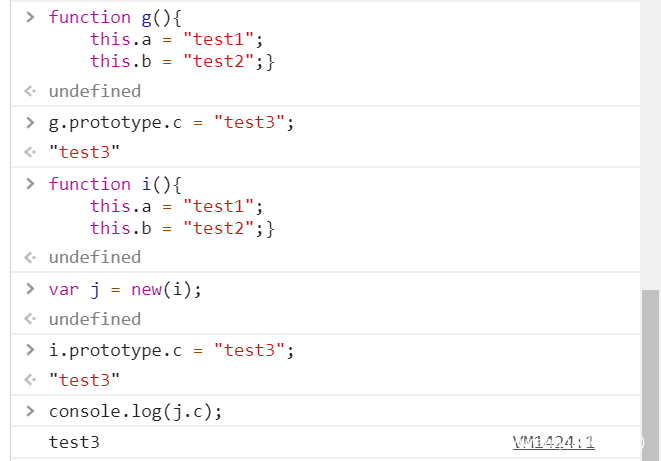 > function g(){
this.a = "test1";
this.b = "test2";}
undefined
> g.prototype.c = "test3";
"test3"
> function i(){
this.a = "test1";
this.b = "test2";}
undefined
> var j = new(i);
undefined
> i.prototype.c = "test3";
"test3"
> console.log(j.c);
test3 VM1424:1